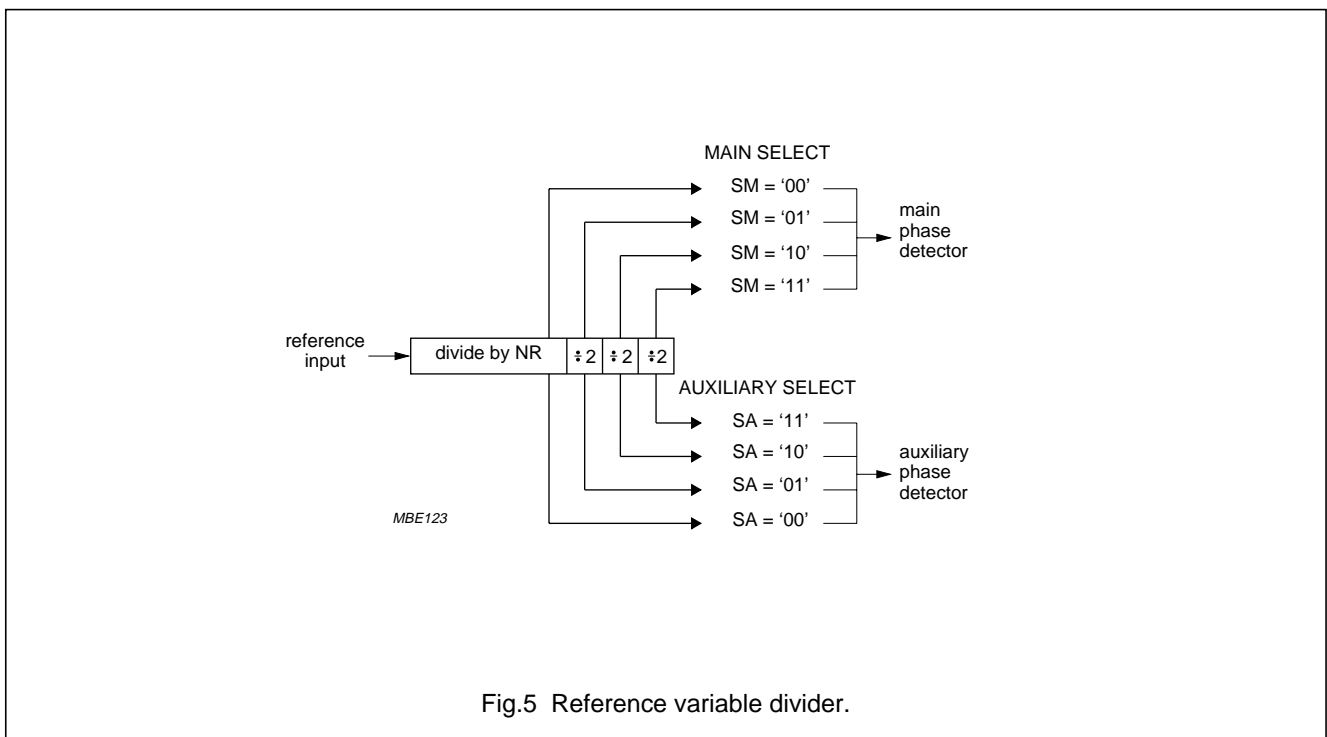 MAIN SELECT
SM = ‘00’
SM = ‘01’
SM = ‘10’
SM = ‘11’
main
phase
detector
reference
input
divide by NR
÷2
÷2
÷2
AUXILIARY SELECT
SA = ‘11’
SA = ‘10’
SA = ‘01’
SA = ‘00’
auxiliary
phase
detector
MBE123
Fig.5 Reference variable divider.